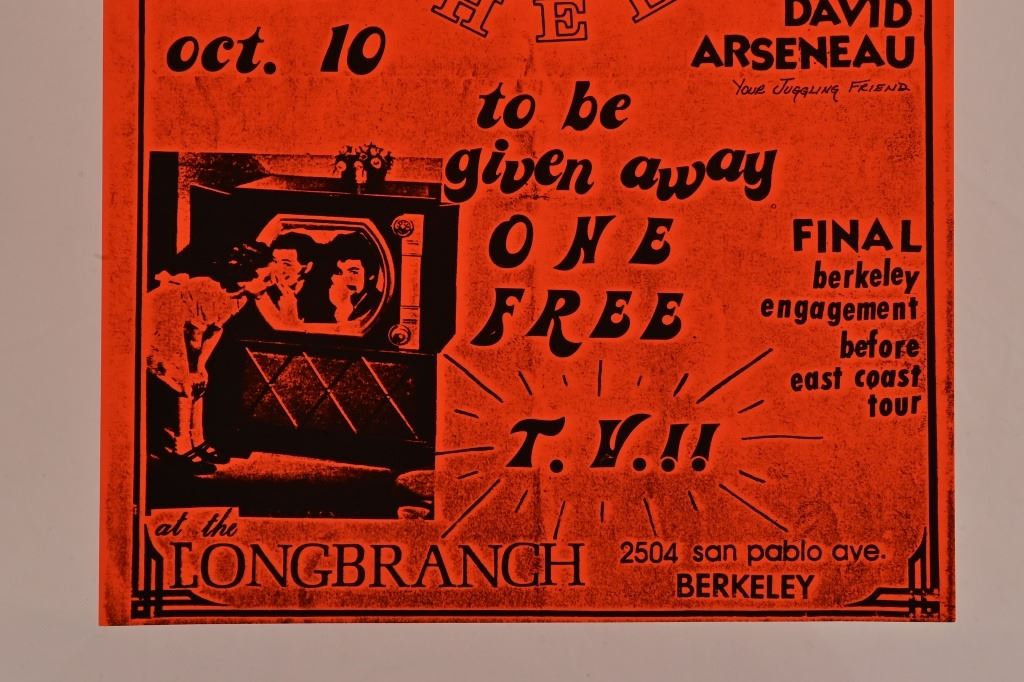 HEL
DAVID
ARSENEAU
Your Juggling Friend
oct. 10
to be
given away
ONE
FREE
T.V.!!
FINAL
berkeley
engagement
before
east coast
tour
at the
LONGBRANCH
2504 san pablo ave.
BERKELEY